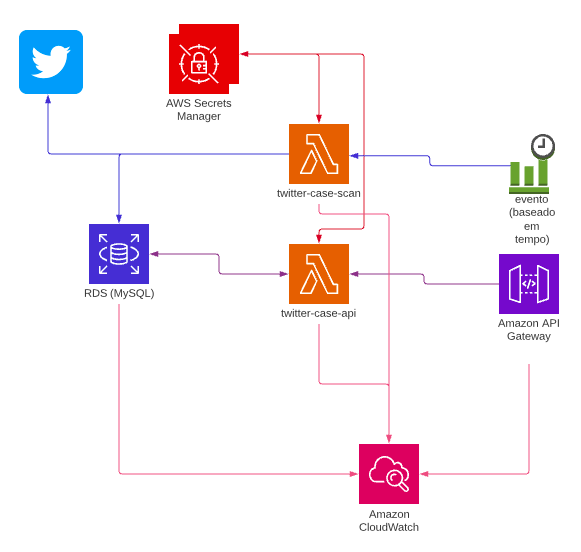 AWS Secrets
Manager
twitter-case-scan
evento
(baseado
em
tempo)
RDS (MySQL)
twitter-case-api
Amazon API
Gateway
Amazon
CloudWatch